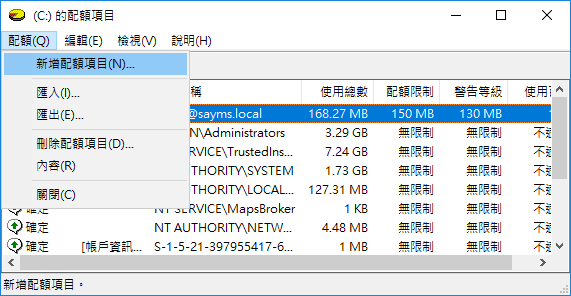 (C:) 的配額項目
配額(Q) 編輯(E) 檢視(V) 說明(H)
新增配額項目(N)...
匯入(I)...
匯出(E)...
刪除配額項目(D)...
內容(R)
關閉(C)
稱 使用總數 配額限制 警告等級 使用
@sayms.local 168.27 MB 150 MB 130 MB
N\Administrators 3.29 GB 無限制 無限制 不
SERVICE\TrustedIns... 7.24 GB 無限制 無限制 不
AUTHORITY\SYSTEM 1.73 GB 無限制 無限制 不
AUTHORITY\LOCAL... 127.31 MB 無限制 無限制 不
確定 NT SERVICE\MapsBroker 1 KB 無限制 無限制 不
確定 NT AUTHORITY\NETW... 4.48 MB 無限制 無限制 不
確定 [帳戶資訊... S-1-5-21-397955417-6... 1 MB 無限制 無限制 不
新增配額項目。